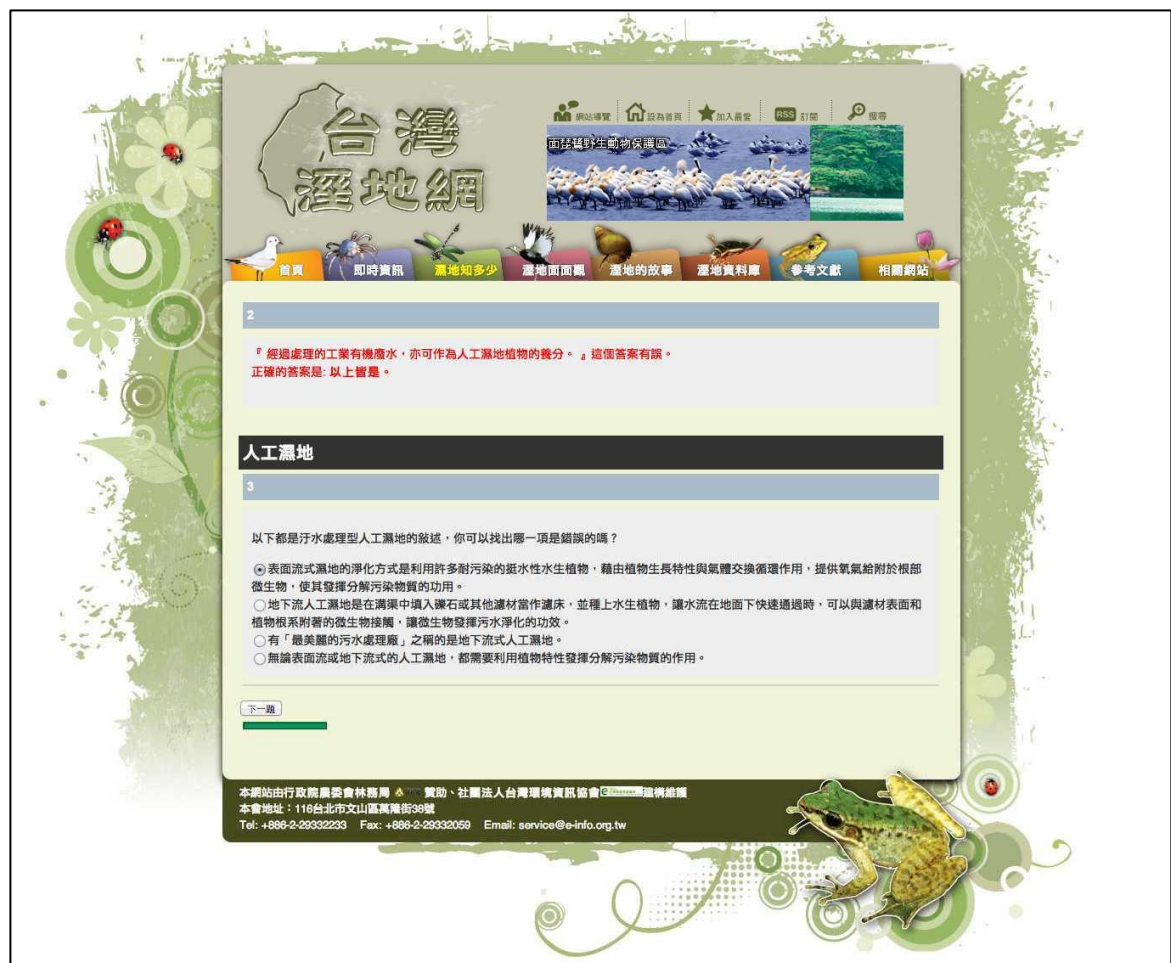 台灣
溼地網
網站導覽 設為首頁 加入最愛 RSS 訂閱 搜尋
面琵鷺野生動物保護區
首頁 即時資訊 濕地知多少 溼地面面觀 溼地的故事 溼地資料庫 參考文獻 相關網站
2
『 經過處理的工業有機廢水,亦可作為人工濕地植物的養分。 』這個答案有誤。
正確的答案是: 以上皆是。
人工濕地
3
以下都是汙水處理型人工濕地的敘述,你可以找出哪一項是錯誤的嗎?
表面流式濕地的淨化方式是利用許多耐污染的挺水性水生植物,藉由植物生長特性與氣體交換循環作用,提供氧氣給附於根部
微生物,使其發揮分解污染物質的功用。
地下流人工濕地是在溝渠中填入礫石或其他濾材當作濾床,並種上水生植物,讓水流在地面下快速通過時,可以與濾材表面和
植物根系附著的微生物接觸,讓微生物發揮污水淨化的功效。
有「最美麗的污水處理廠」之稱的是地下流式人工濕地。
無論表面流或地下流式的人工濕地,都需要利用植物特性發揮分解污染物質的作用。
下一題
本網站由行政院農委會林務局 贊助、社團法人台灣環境資訊協會 建構維護
本會地址:116台北市文山區萬隆街38號
Tel: +886-2-29332233 Fax: +886-2-29332059 Email: service@e-info.org.tw